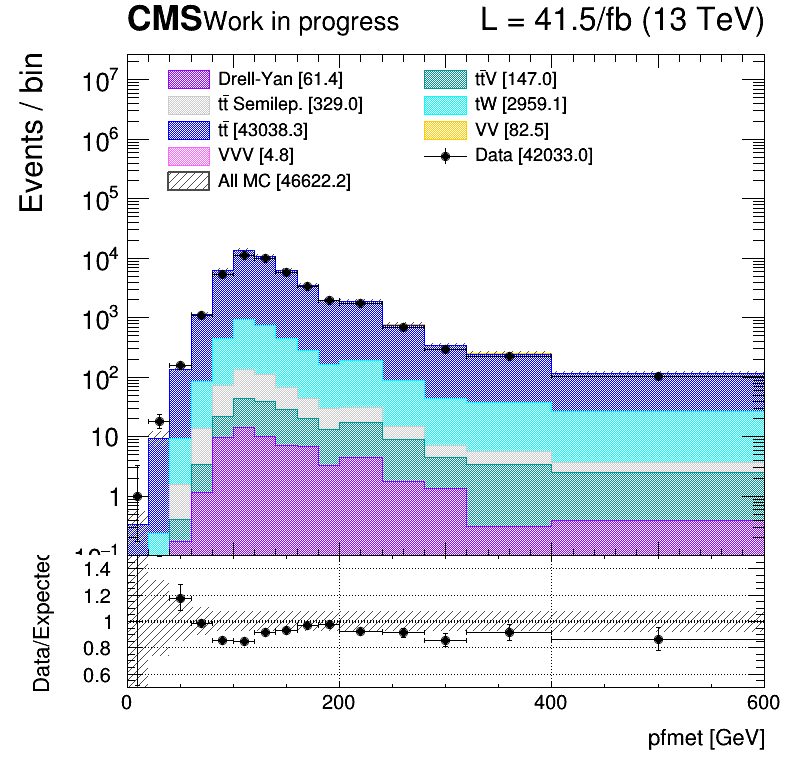 CMS Work in progress L = 41.5/fb (13 TeV)
Events / bin
Drell-Yan [61.4]
tt̄V [147.0]
tt̄ Semilep. [329.0]
tW [2959.1]
tt̄ [43038.3]
VV [82.5]
VVV [4.8]
Data [42033.0]
All MC [46622.2]
10⁷
10⁶
10⁵
10⁴
10³
10²
10
1
10⁻¹
Data/Expected
1.4
1.2
1
0.8
0.6
0 200 400 600
pfmet [GeV]